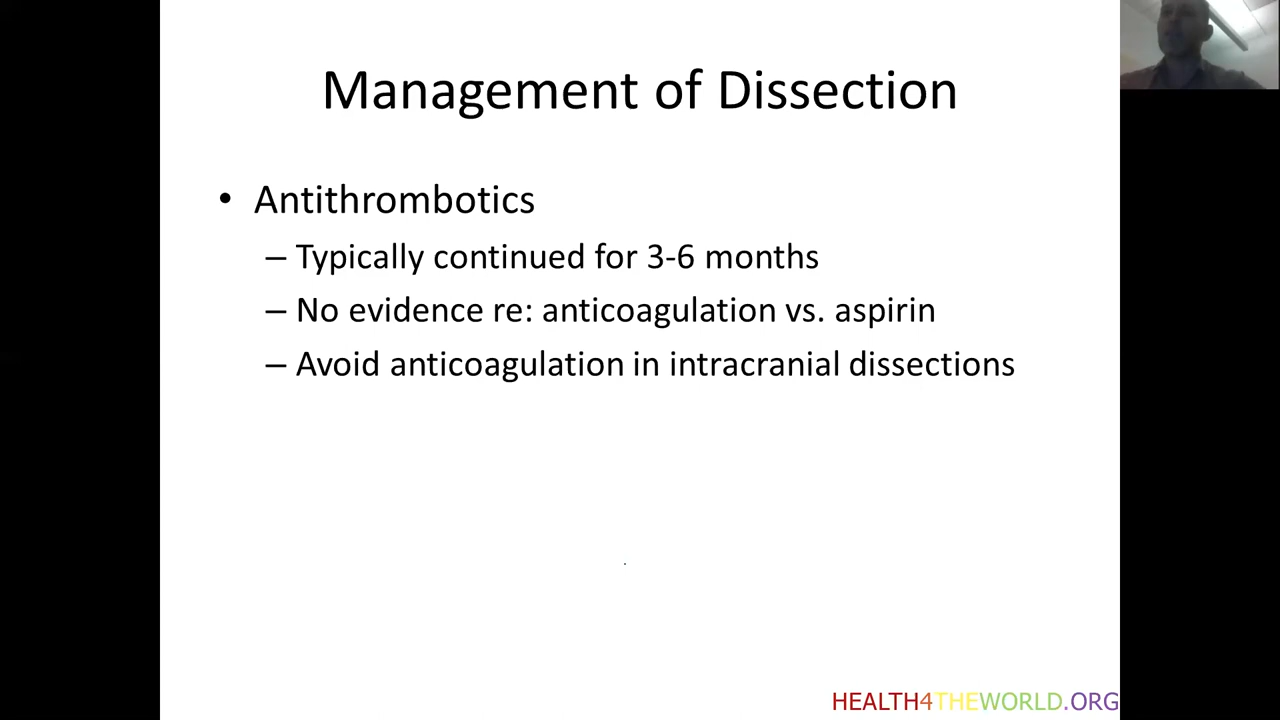 Management of Dissection
• Antithrombotics
– Typically continued for 3-6 months
– No evidence re: anticoagulation vs. aspirin
– Avoid anticoagulation in intracranial dissections
HEALTH4THEWORLD.ORG